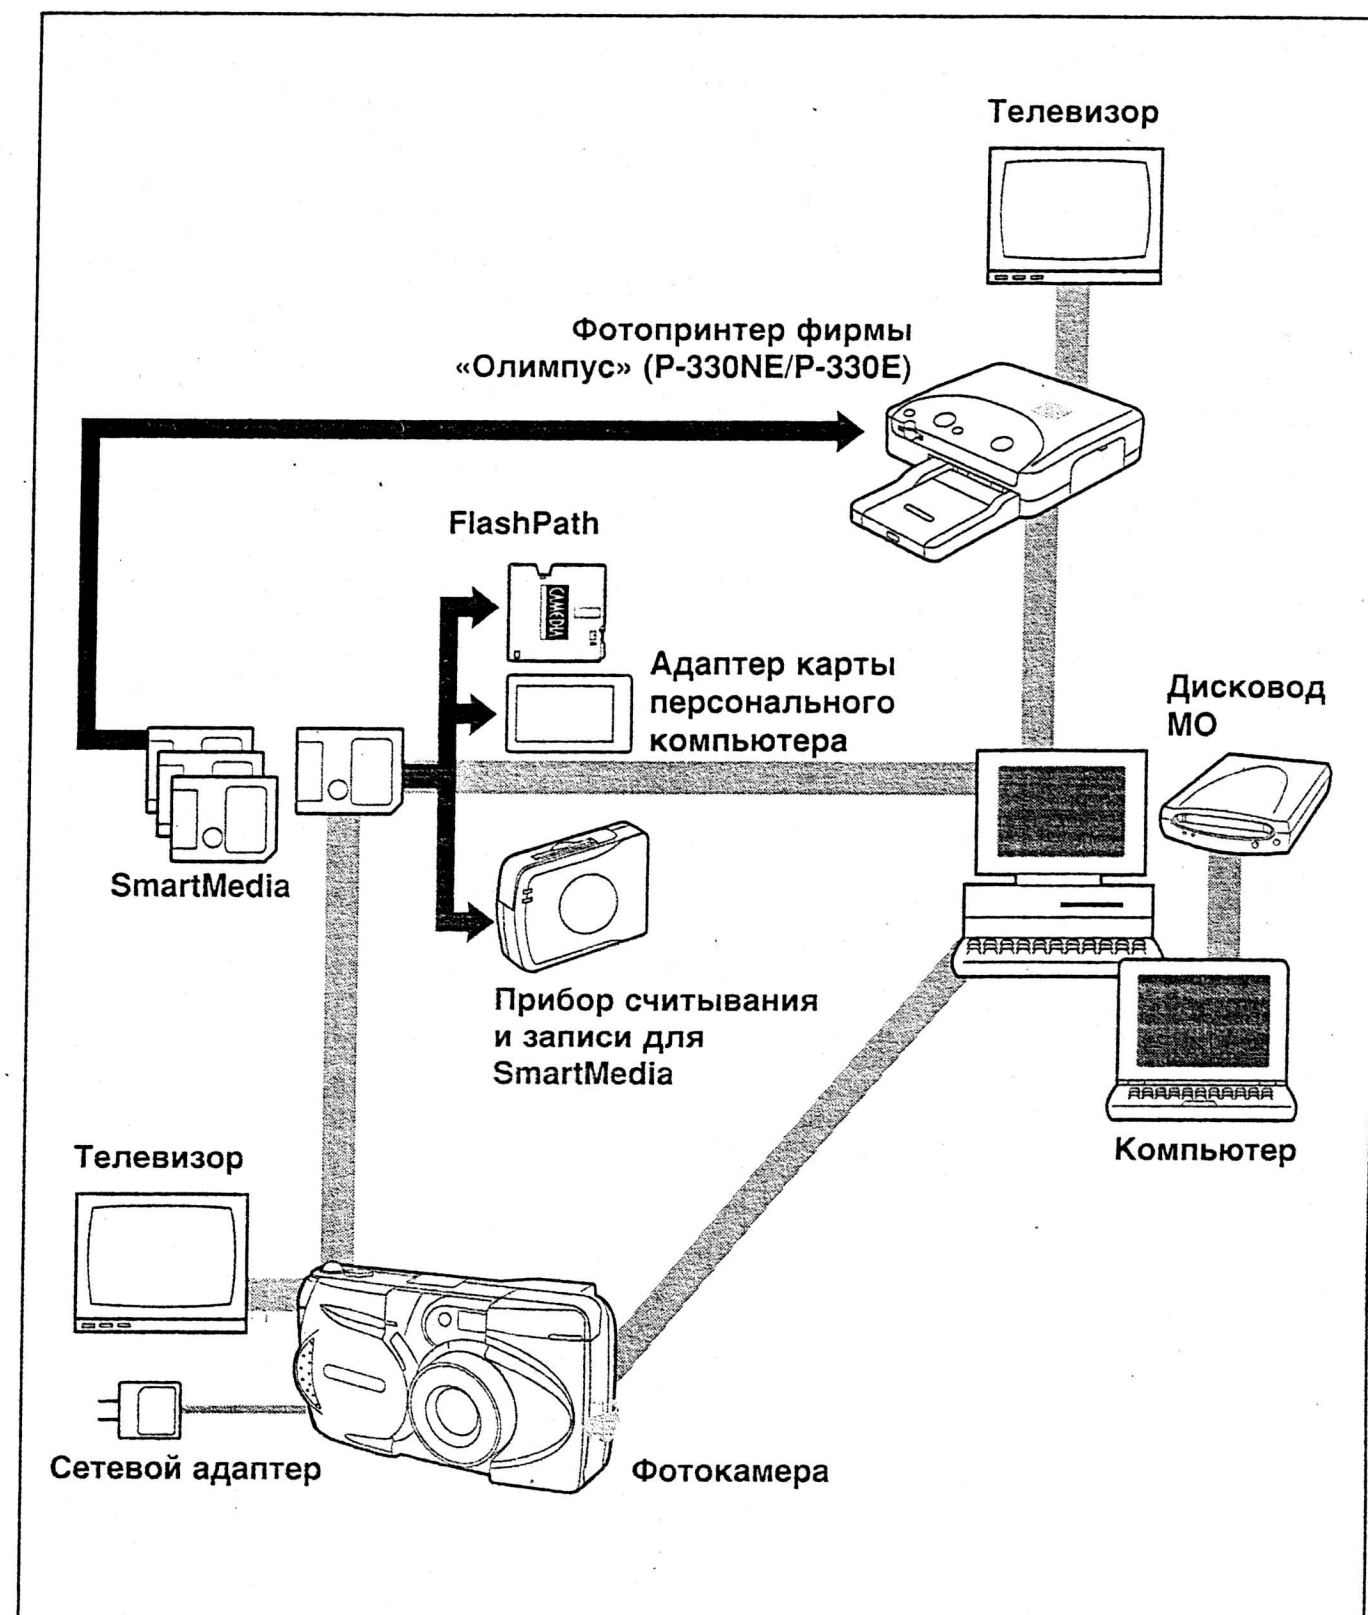 Телевизор
Фотопринтер фирмы
«Олимпус» (P-330NE/P-330E)
FlashPath
CAMEDIA
Адаптер карты
персонального
компьютера
Дисковод
МО
SmartMedia
Прибор считывания
и записи для
SmartMedia
Компьютер
Телевизор
Сетевой адаптер
Фотокамера